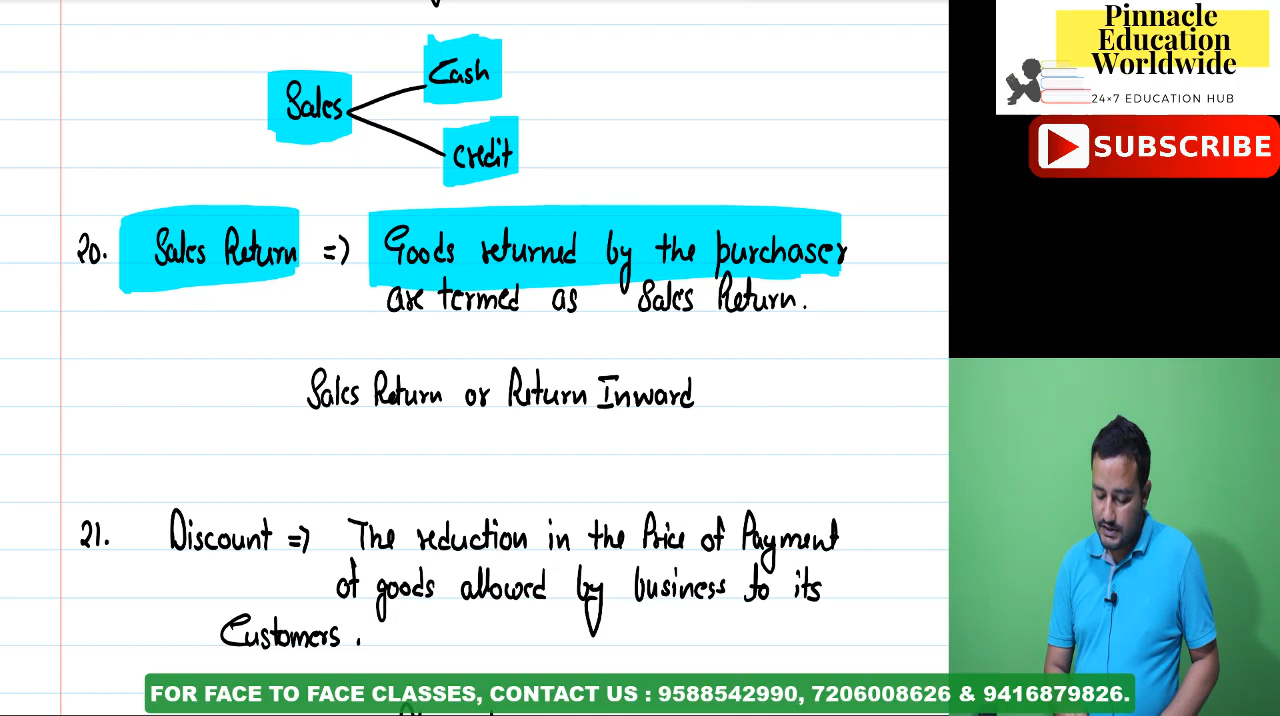 Sales
Cash
Credit
20. Sales Return => Goods returned by the purchaser
are termed as Sales Return.
Sales Return or Return Inward
21. Discount => The reduction in the Price of Payment
of goods allowed by business to its
Customers.
Pinnacle
Education
Worldwide
24×7 EDUCATION HUB
SUBSCRIBE
FOR FACE TO FACE CLASSES, CONTACT US : 9588542990, 7206008626 & 9416879826.